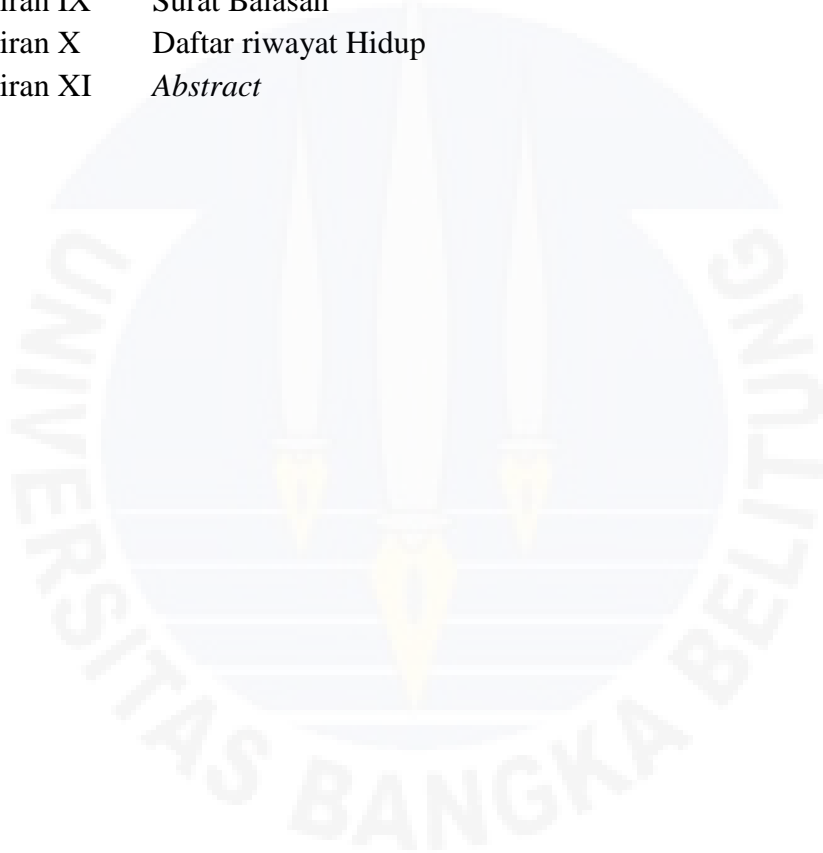 iran IX Surat Balasan
iran X Daftar riwayat Hidup
iran XI Abstract
UNIVERSITAS BANGKA BELITUNG